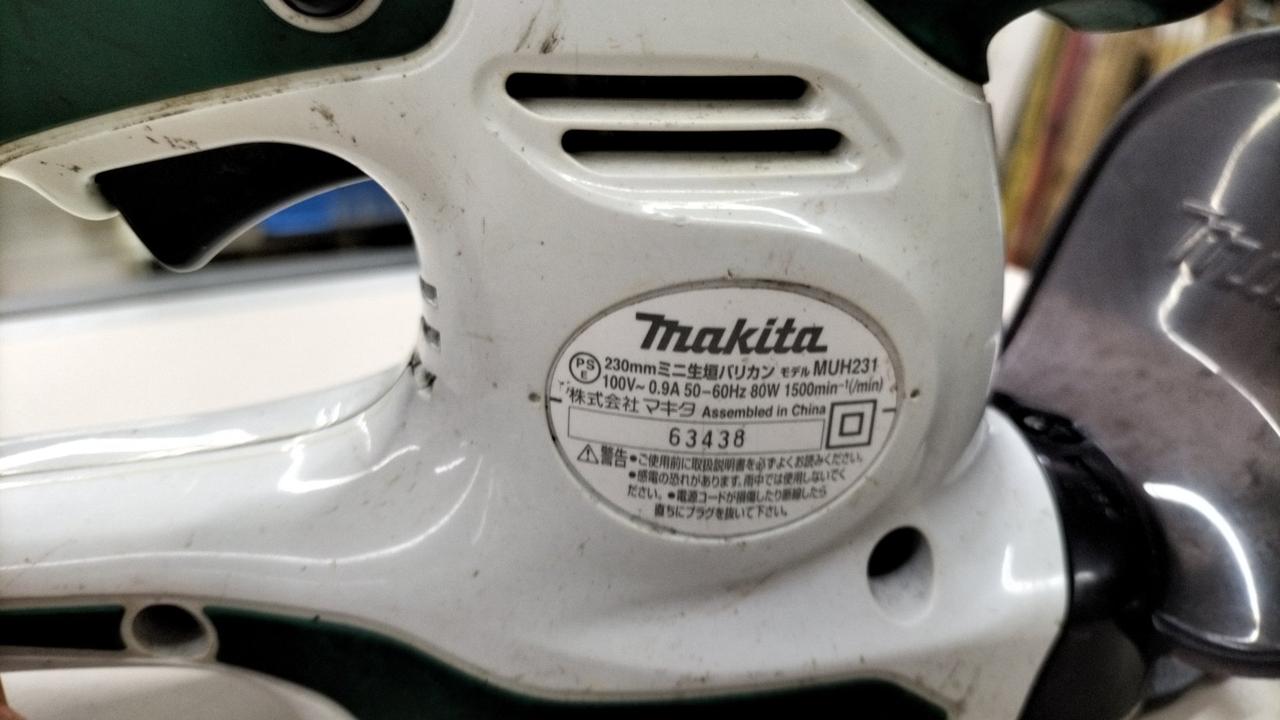 makita
PS
E
230mmミニ生垣バリカン モデル MUH231
100V~ 0.9A 50-60Hz 80W 1500min⁻¹(/min)
株式会社 マキタ Assembled in China
63438
⚠警告 ●ご使用前に取扱説明書を必ずよくお読みください。
●感電の恐れがあります。雨中では使用しないでく
ださい。●電源コードが損傷したり断線したら
直ちにプラグを抜いて下さい。